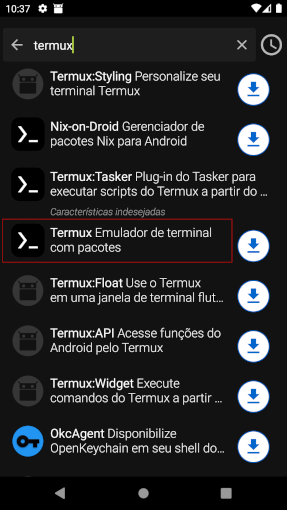 10:37
termux
Termux:Styling Personalize seu
terminal Termux
Nix-on-Droid Gerenciador de
pacotes Nix para Android
Termux:Tasker Plug-in do Tasker para
executar scripts do Termux a partir do ...
Características indesejadas
Termux Emulador de terminal
com pacotes
Termux:Float Use o Termux
em uma janela de terminal flut...
Termux:API Acesse funções do
Android pelo Termux
Termux:Widget Execute
comandos do Termux a partir ...
OkcAgent Disponibilize
OpenKeychain em seu shell do...